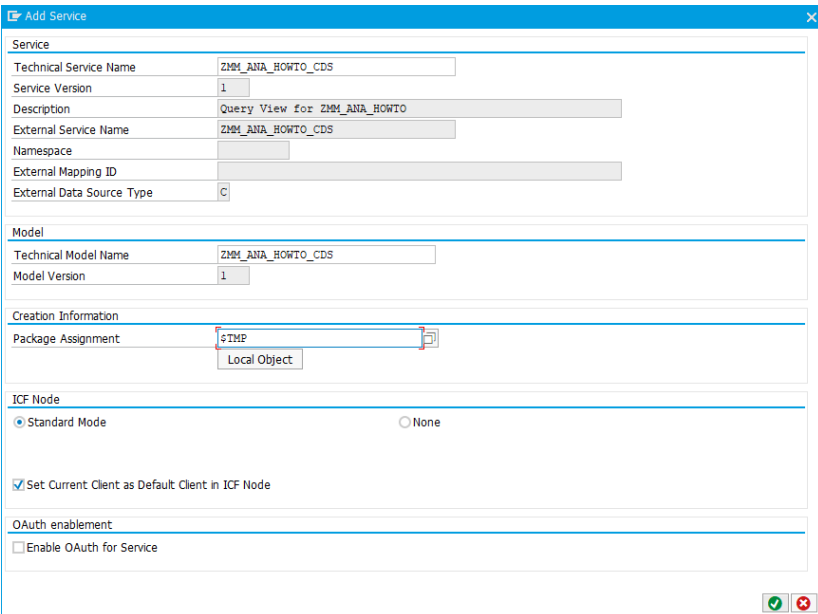 Add Service
Service
Technical Service Name ZMM_ANA_HOWTO_CDS
Service Version 1
Description Query View for ZMM_ANA_HOWTO
External Service Name ZMM_ANA_HOWTO_CDS
Namespace
External Mapping ID
External Data Source Type C
Model
Technical Model Name ZMM_ANA_HOWTO_CDS
Model Version 1
Creation Information
Package Assignment $TMP
Local Object
ICF Node
Standard Mode None
Set Current Client as Default Client in ICF Node
OAuth enablement
Enable OAuth for Service